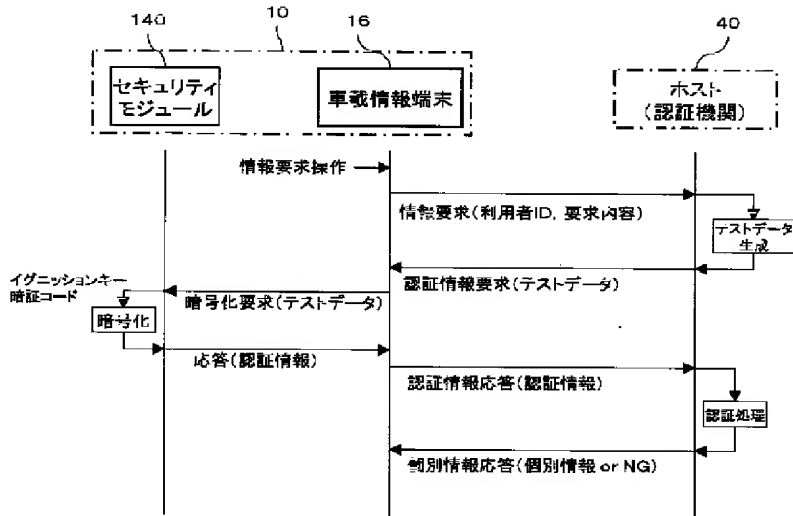 140
10
16
40
セキュリティ
モジュール
車載情報端末
ホスト
(認証機関)
情報要求操作
情報要求(利用者ID, 要求内容)
テストデータ
生成
認証情報要求(テストデータ)
イグニッションキー
暗証コード
暗号化要求(テストデータ)
暗号化
応答(認証情報)
認証情報応答(認証情報)
認証処理
個別情報応答(個別情報 or NG)